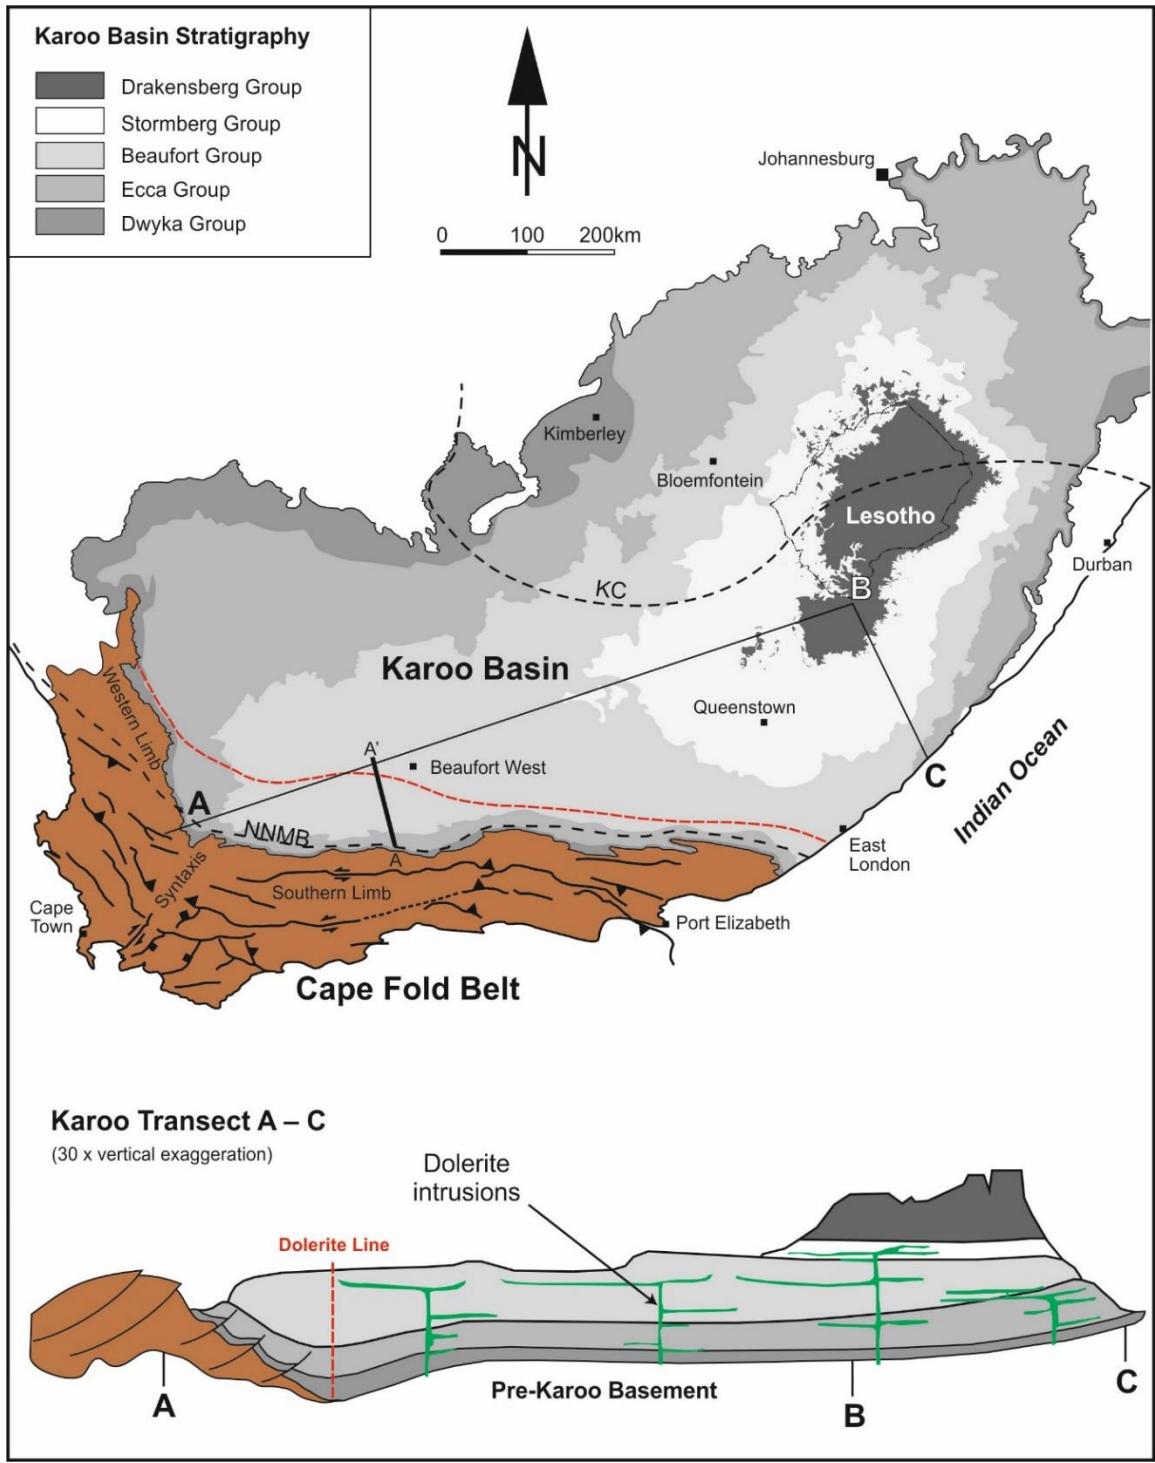 Karoo Basin Stratigraphy
Drakensberg Group
Stormberg Group
Beaufort Group
Ecca Group
Dwyka Group
N
0 100 200km
Johannesburg
Kimberley
Bloemfontein
Lesotho
Durban
KC
B
Karoo Basin
Western Limb
Queenstown
A'
Beaufort West
C
Indian Ocean
A
NNMB
East
London
A
Syntaxis
Southern Limb
Cape
Town
Port Elizabeth
Cape Fold Belt
Karoo Transect A – C
(30 x vertical exaggeration)
Dolerite
intrusions
Dolerite Line
Pre-Karoo Basement
A
B
C